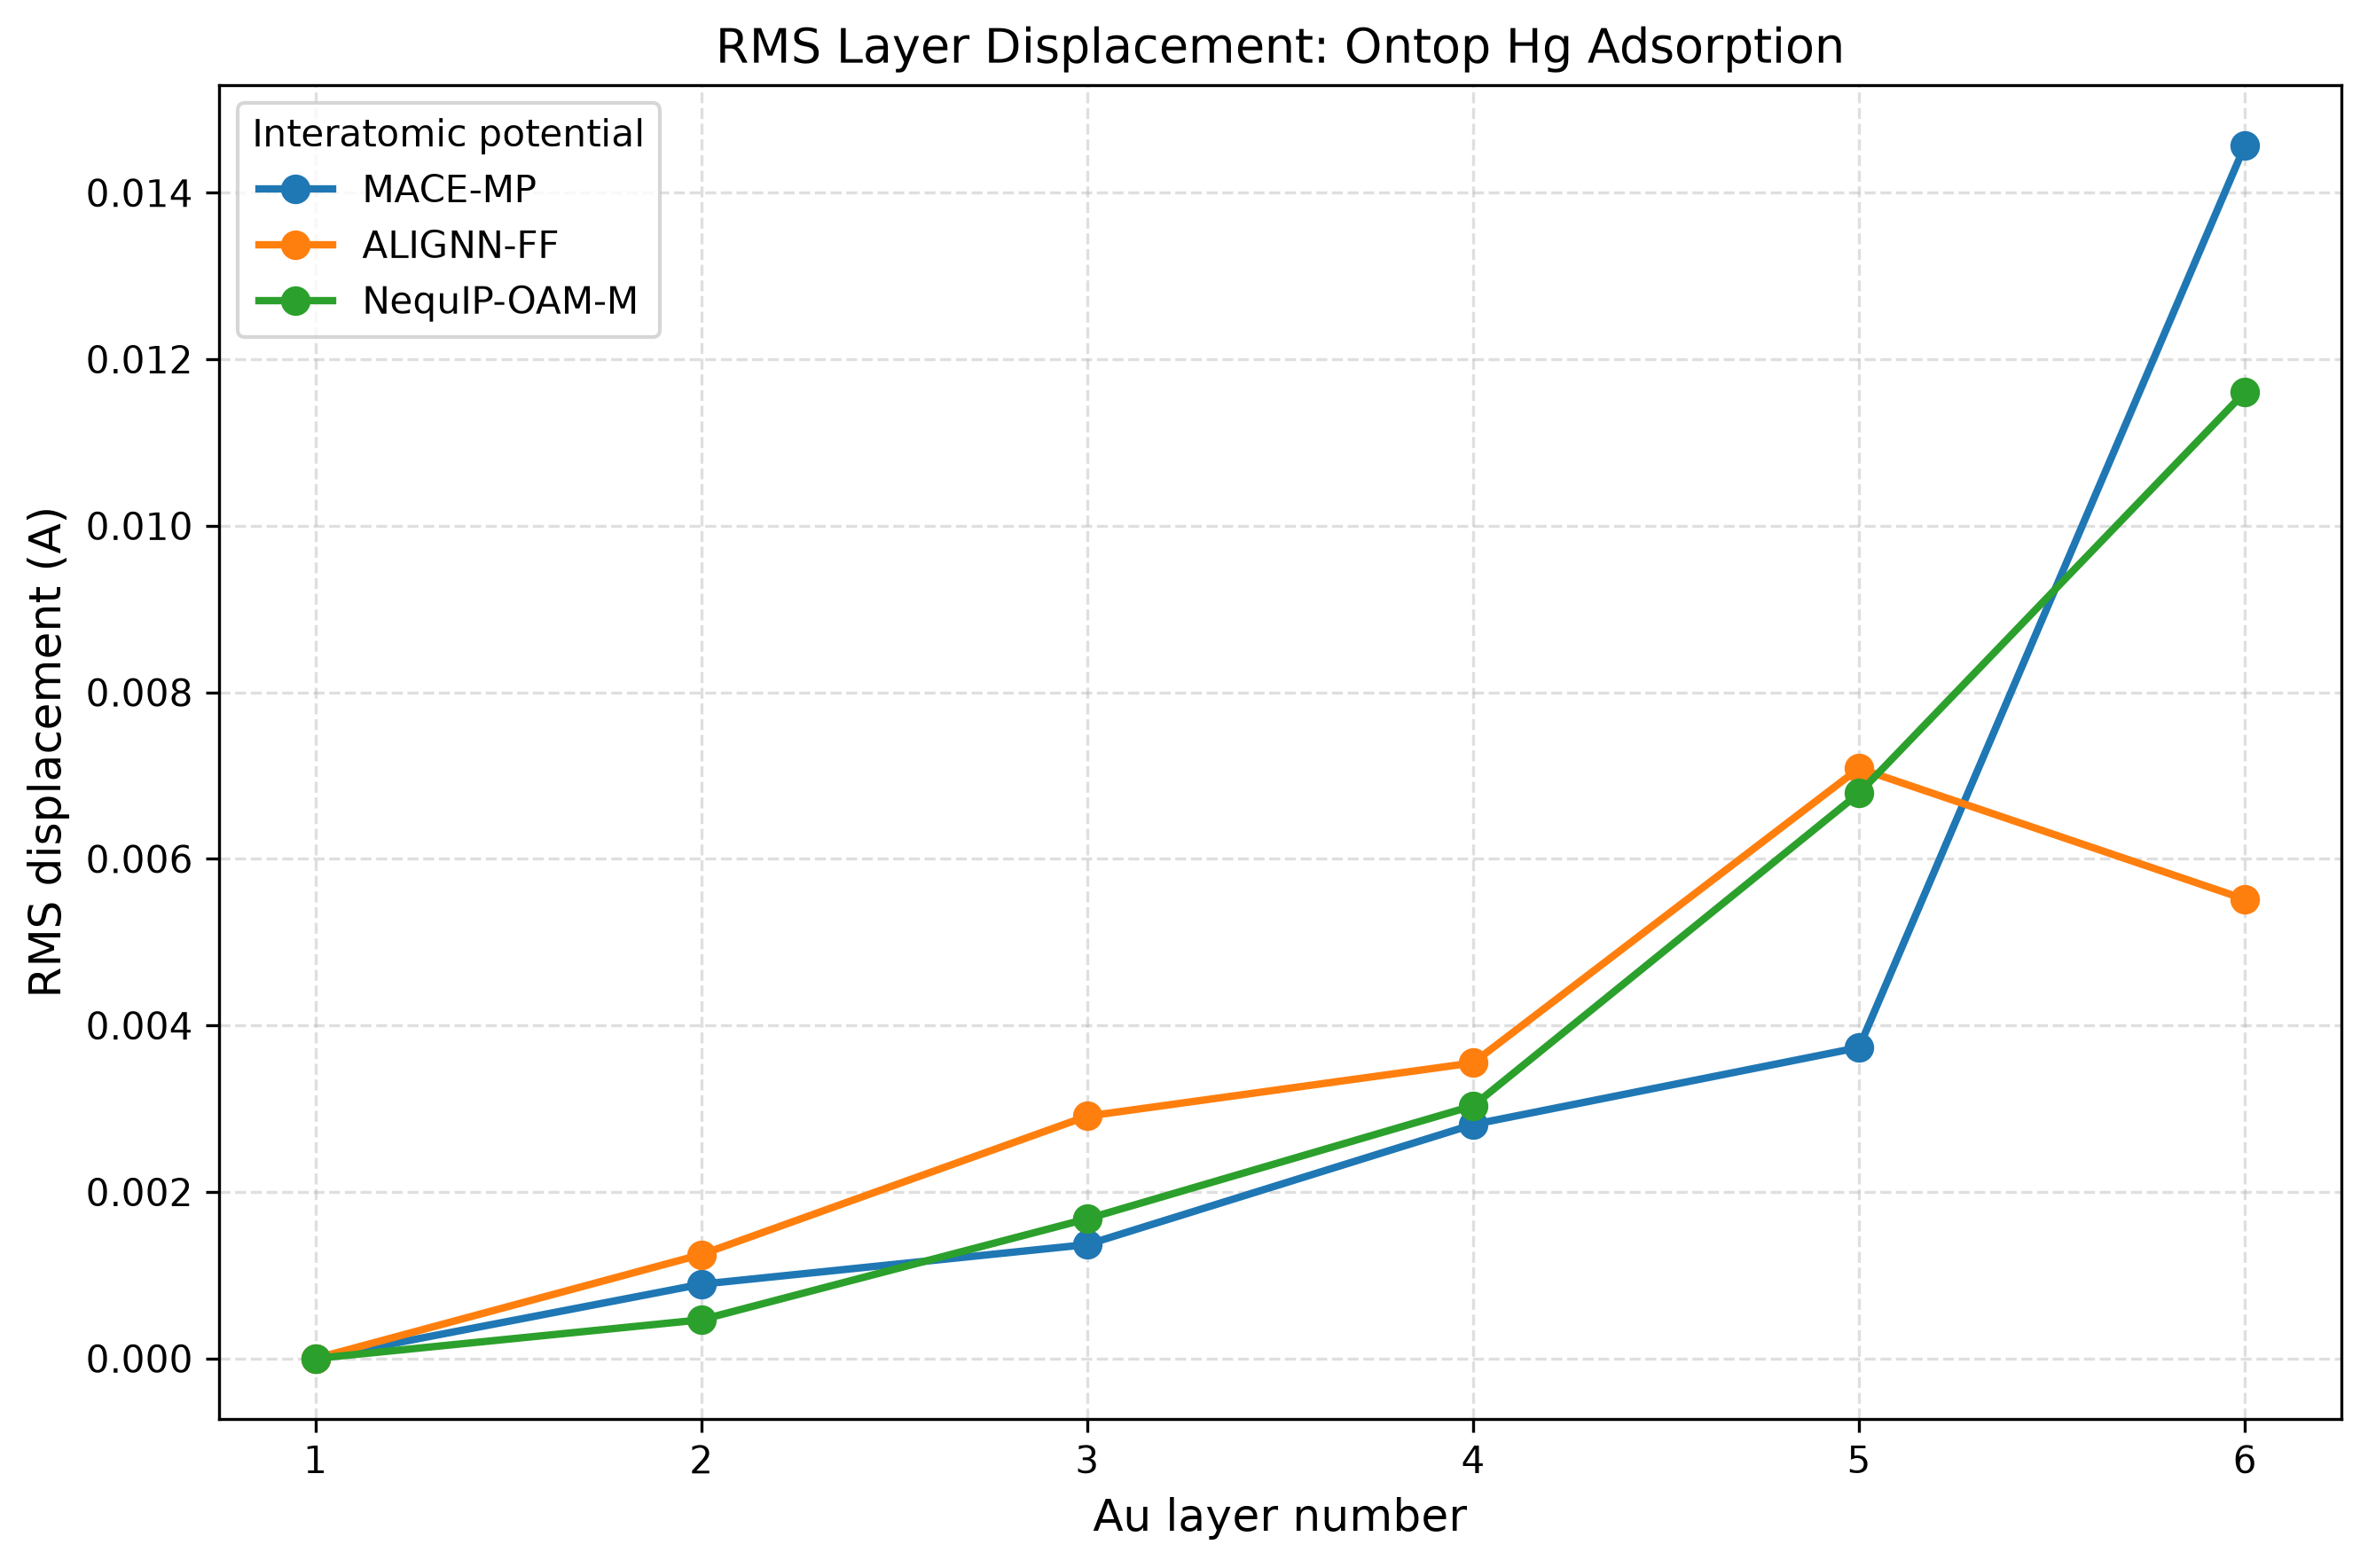 RMS Layer Displacement: Ontop Hg Adsorption
Interatomic potential
MACE-MP
ALIGNN-FF
NequIP-OAM-M
RMS displacement (A)
0.014
0.012
0.010
0.008
0.006
0.004
0.002
0.000
1 2 3 4 5 6
Au layer number